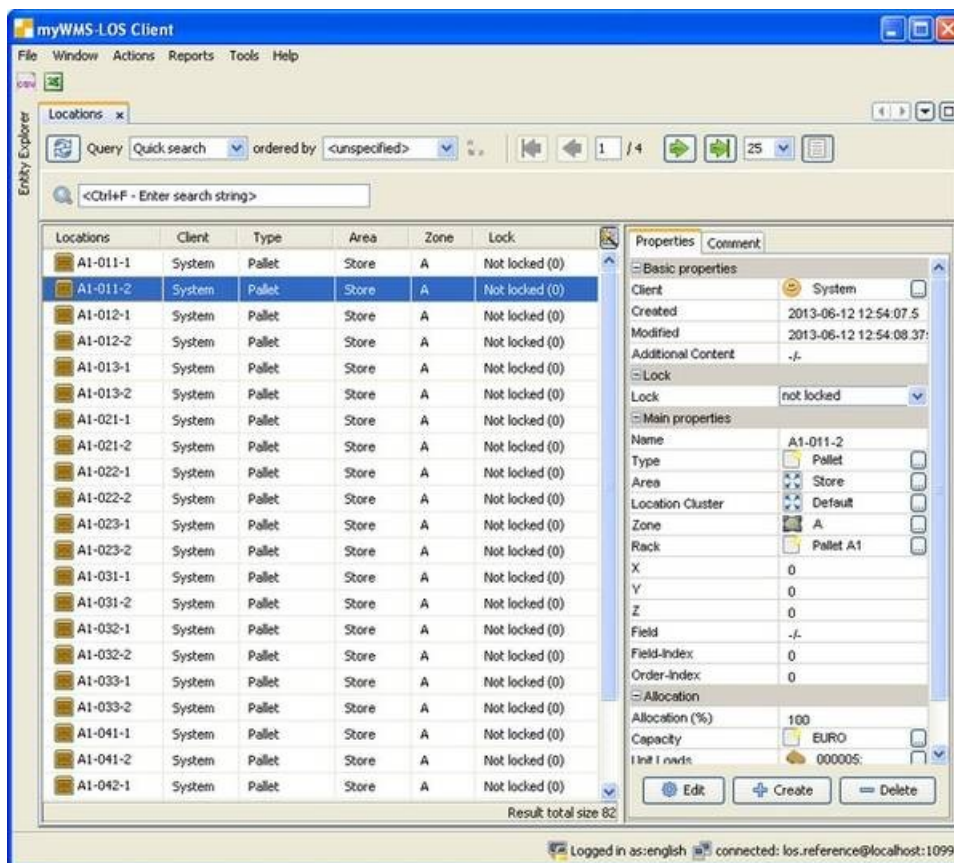 myWMS-LOS Client
File Window Actions Reports Tools Help
csv
Entity Explorer
Locations x
Query Quick search ordered by <unspecified> 1 / 4 25
<Ctrl+F - Enter search string>
Locations Client Type Area Zone Lock
A1-011-1 System Pallet Store A Not locked (0)
A1-011-2 System Pallet Store A Not locked (0)
A1-012-1 System Pallet Store A Not locked (0)
A1-012-2 System Pallet Store A Not locked (0)
A1-013-1 System Pallet Store A Not locked (0)
A1-013-2 System Pallet Store A Not locked (0)
A1-021-1 System Pallet Store A Not locked (0)
A1-021-2 System Pallet Store A Not locked (0)
A1-022-1 System Pallet Store A Not locked (0)
A1-022-2 System Pallet Store A Not locked (0)
A1-023-1 System Pallet Store A Not locked (0)
A1-023-2 System Pallet Store A Not locked (0)
A1-031-1 System Pallet Store A Not locked (0)
A1-031-2 System Pallet Store A Not locked (0)
A1-032-1 System Pallet Store A Not locked (0)
A1-032-2 System Pallet Store A Not locked (0)
A1-033-1 System Pallet Store A Not locked (0)
A1-033-2 System Pallet Store A Not locked (0)
A1-041-1 System Pallet Store A Not locked (0)
A1-041-2 System Pallet Store A Not locked (0)
A1-042-1 System Pallet Store A Not locked (0)
Result total size 82
Properties Comment
Basic properties
Client System
Created 2013-06-12 12:54:07.5
Modified 2013-06-12 12:54:08.37
Additional Content -/-
Lock
Lock not locked
Main properties
Name A1-011-2
Type Pallet
Area Store
Location Cluster Default
Zone A
Rack Pallet A1
X 0
Y 0
Z 0
Field -/-
Field-Index 0
Order-Index 0
Allocation
Allocation (%) 100
Capacity EURO
Unit Loads 000005:
Edit Create Delete
Logged in as:english connected: los.reference@localhost:1099